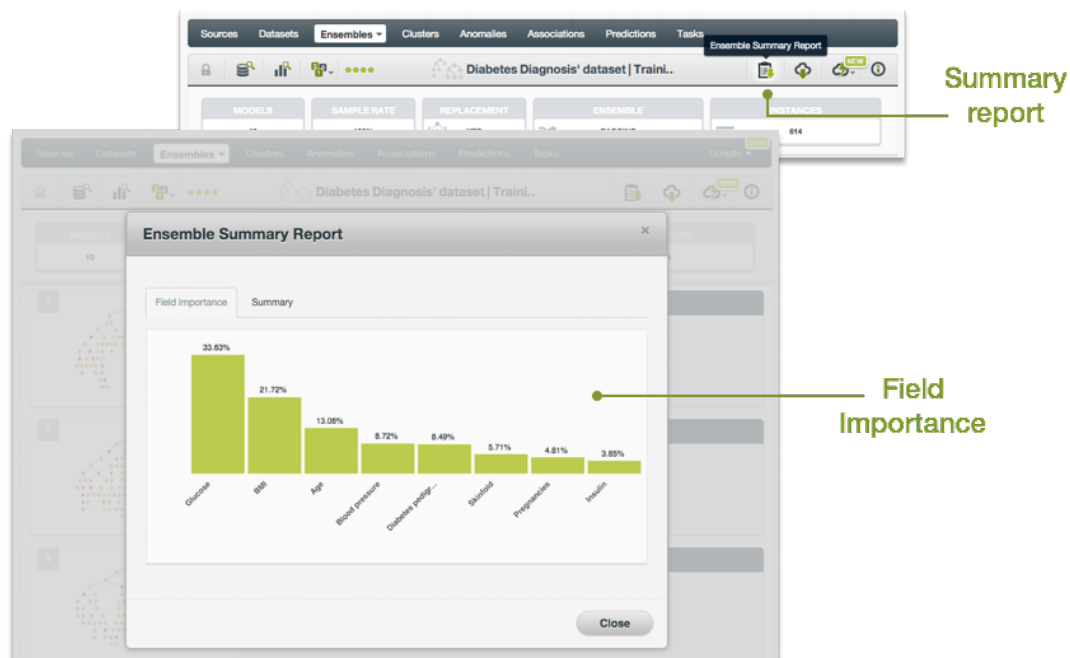 Sources Datasets Ensembles Clusters Anomalies Associations Predictions Tasks
Ensemble Summary Report
Diabetes Diagnosis' dataset | Traini..
NEW
Summary
report
MODELS SAMPLE RATE REPLACEMENT ENSEMBLE INSTANCES
614
Sources Datasets Ensembles Clusters Anomalies Associations Predictions Tasks Scripts
Diabetes Diagnosis' dataset | Traini..
MODELS
10
Ensemble Summary Report ×
1
Field importance Summary
33.63%
21.72%
13.06%
8.72%
8.49%
5.71%
4.81%
3.85%
Field
Importance
Glucose
BMI
Age
Blood pressure
Diabetes pedigr...
Skinfold
Pregnancies
Insulin
Close